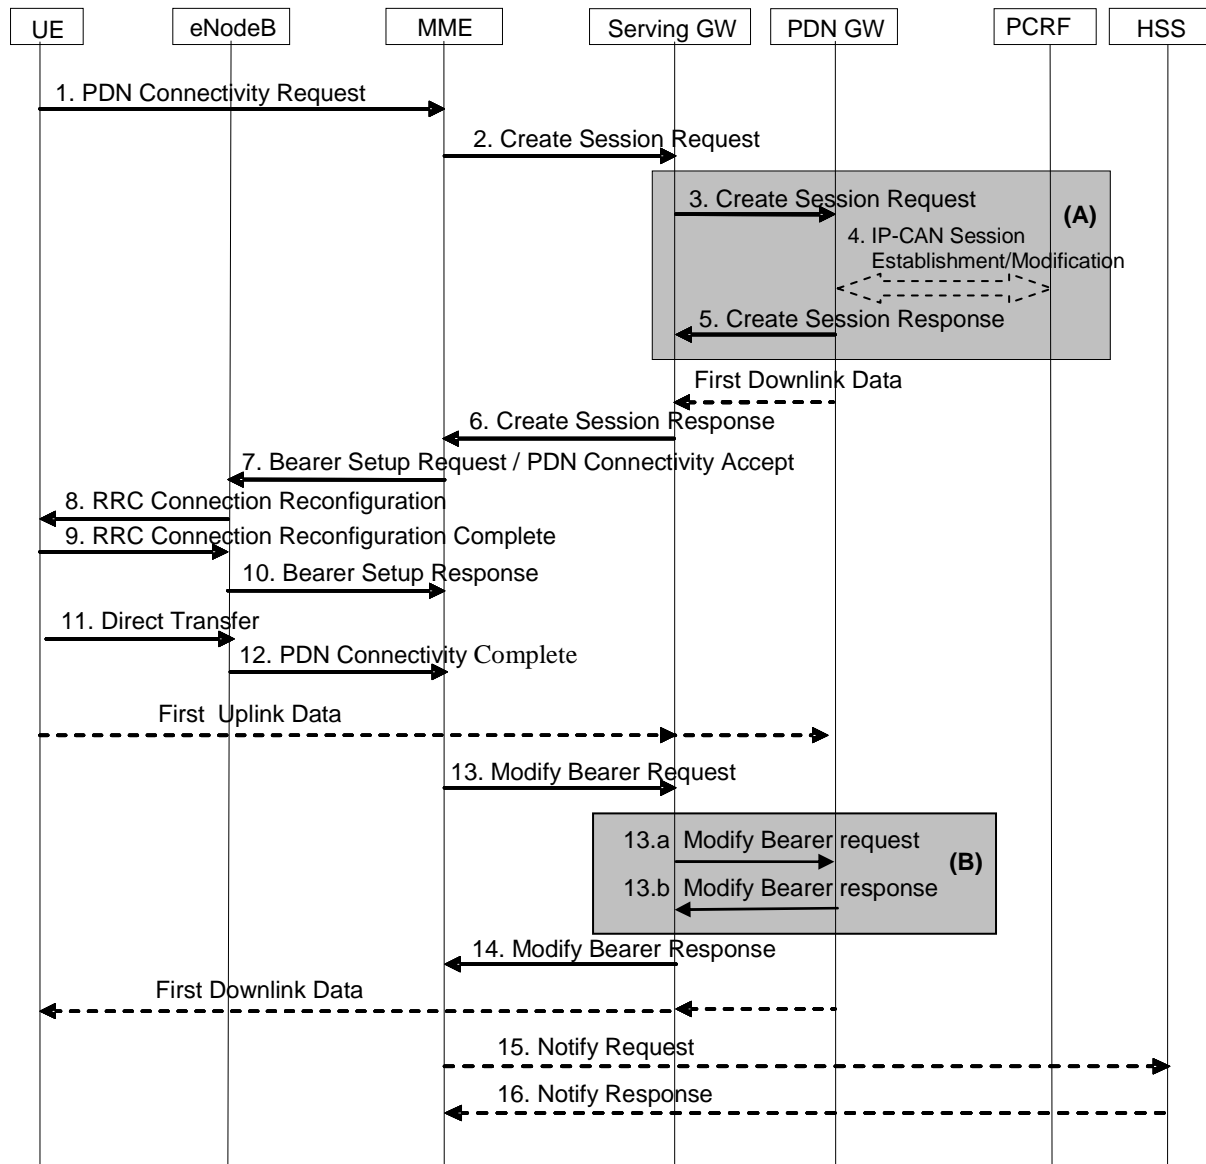 UE eNodeB MME Serving GW PDN GW PCRF HSS
1. PDN Connectivity Request
2. Create Session Request
3. Create Session Request
(A)
4. IP-CAN Session
Establishment/Modification
5. Create Session Response
First Downlink Data
6. Create Session Response
7. Bearer Setup Request / PDN Connectivity Accept
8. RRC Connection Reconfiguration
9. RRC Connection Reconfiguration Complete
10. Bearer Setup Response
11. Direct Transfer
12. PDN Connectivity Complete
First Uplink Data
13. Modify Bearer Request
13.a Modify Bearer request
(B)
13.b Modify Bearer response
14. Modify Bearer Response
First Downlink Data
15. Notify Request
16. Notify Response